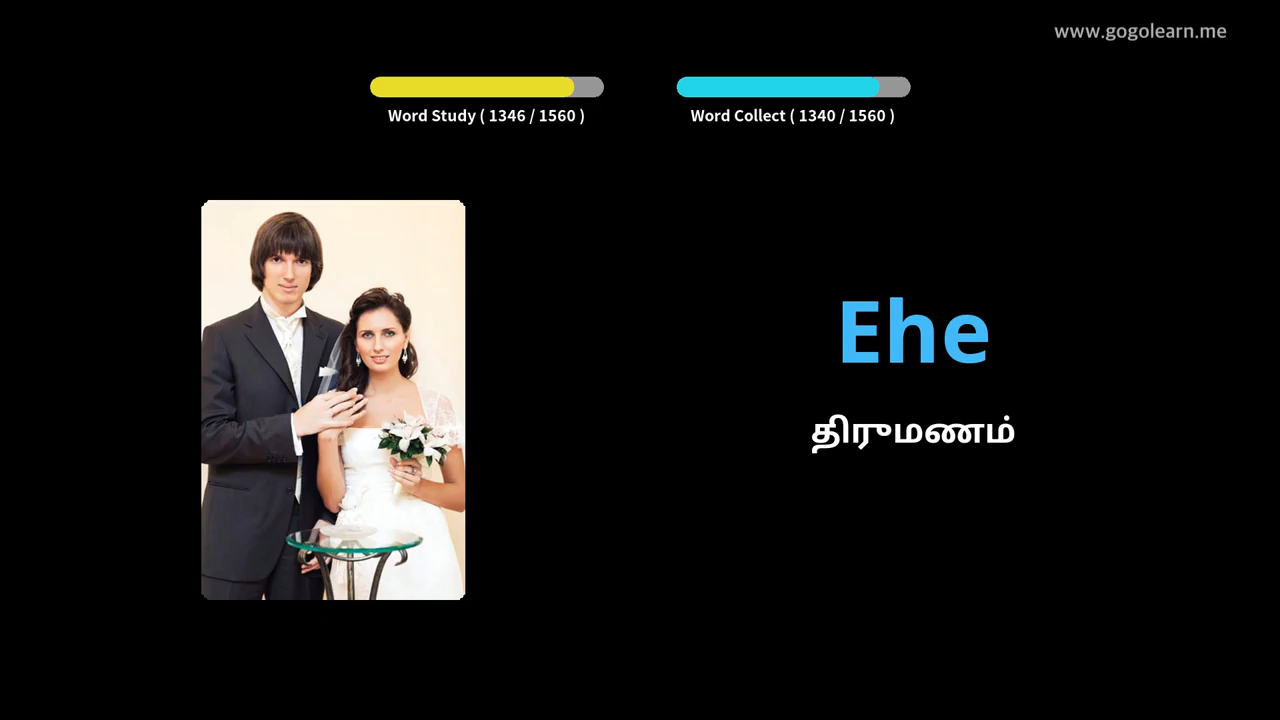 www.gogolearn.me
Word Study ( 1346 / 1560 )
Word Collect ( 1340 / 1560 )
Ehe
திருமணம்